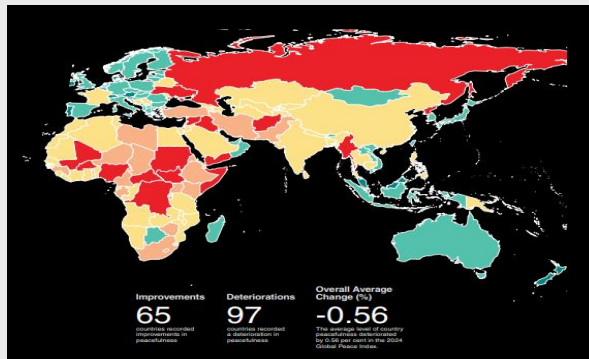 Improvements
65
countries recorded
improvements in
peacefulness
Deteriorations
97
countries recorded
a deterioration in
peacefulness
Overall Average
Change (%)
-0.56
The average level of country
peacefulness deteriorated
by 0.56 per cent in the 2024
Global Peace Index.